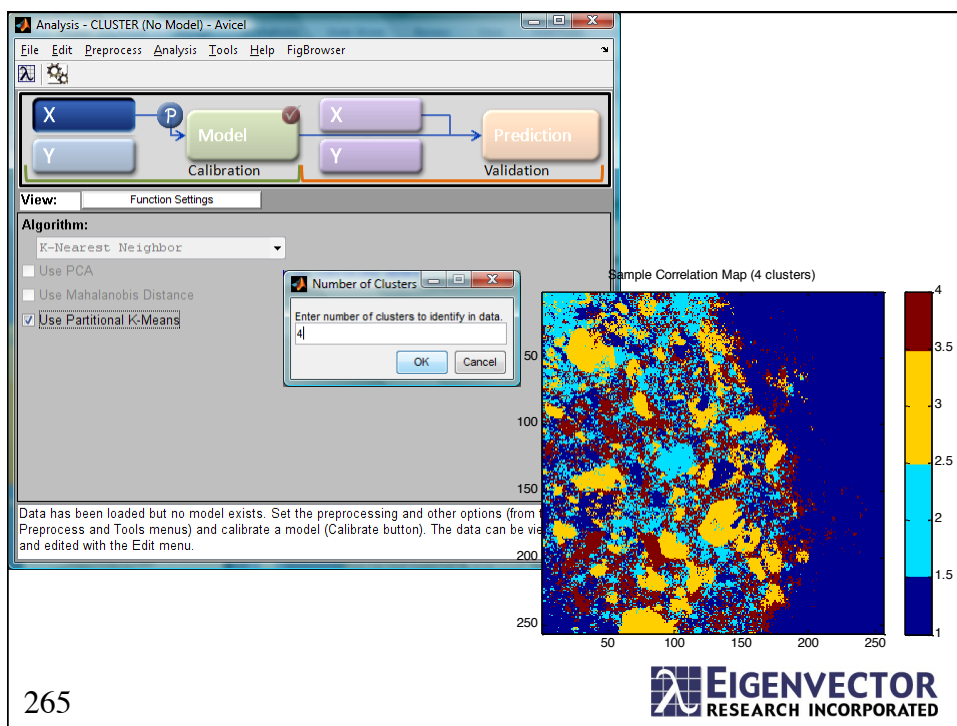 Analysis - CLUSTER (No Model) - Avicel
File Edit Preprocess Analysis Tools Help FigBrowser
λ
X P X
Model Prediction
Y Y
Calibration Validation
View: Function Settings
Algorithm:
K-Nearest Neighbor
Use PCA
Use Mahalanobis Distance
Use Partitional K-Means
Number of Clusters
Enter number of clusters to identify in data.
4
OK Cancel
Data has been loaded but no model exists. Set the preprocessing and other options (from
Preprocess and Tools menus) and calibrate a model (Calibrate button). The data can be
and edited with the Edit menu.
Sample Correlation Map (4 clusters)
50
100
150
200
250
50 100 150 200 250
4
3.5
3
2.5
2
1.5
1
265
λ EIGENVECTOR
RESEARCH INCORPORATED